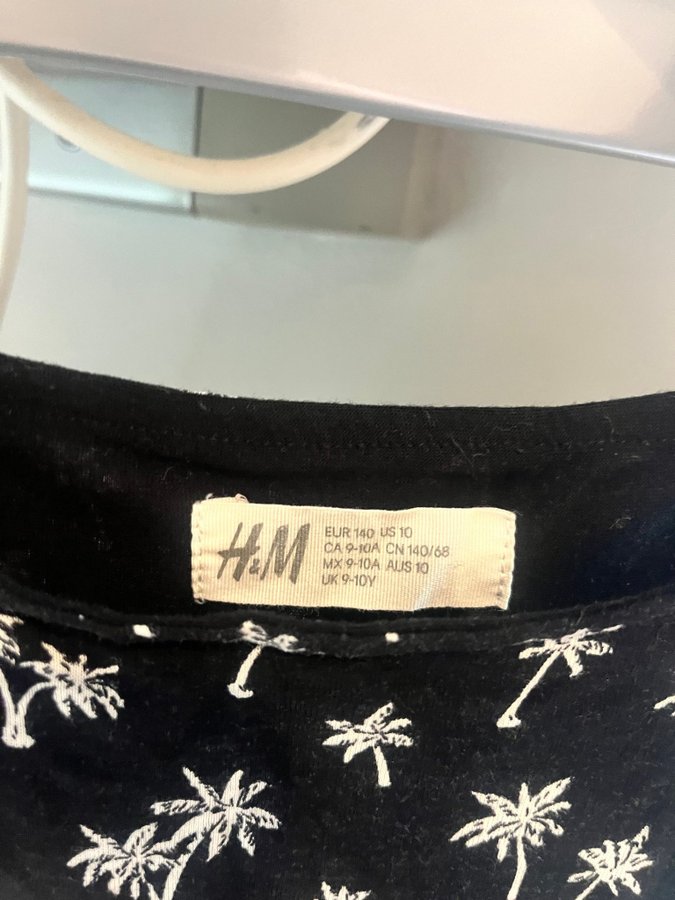 H&M
EUR 140 US 10
CA 9-10A CN 140/68
MX 9-10A AUS 10
UK 9-10Y